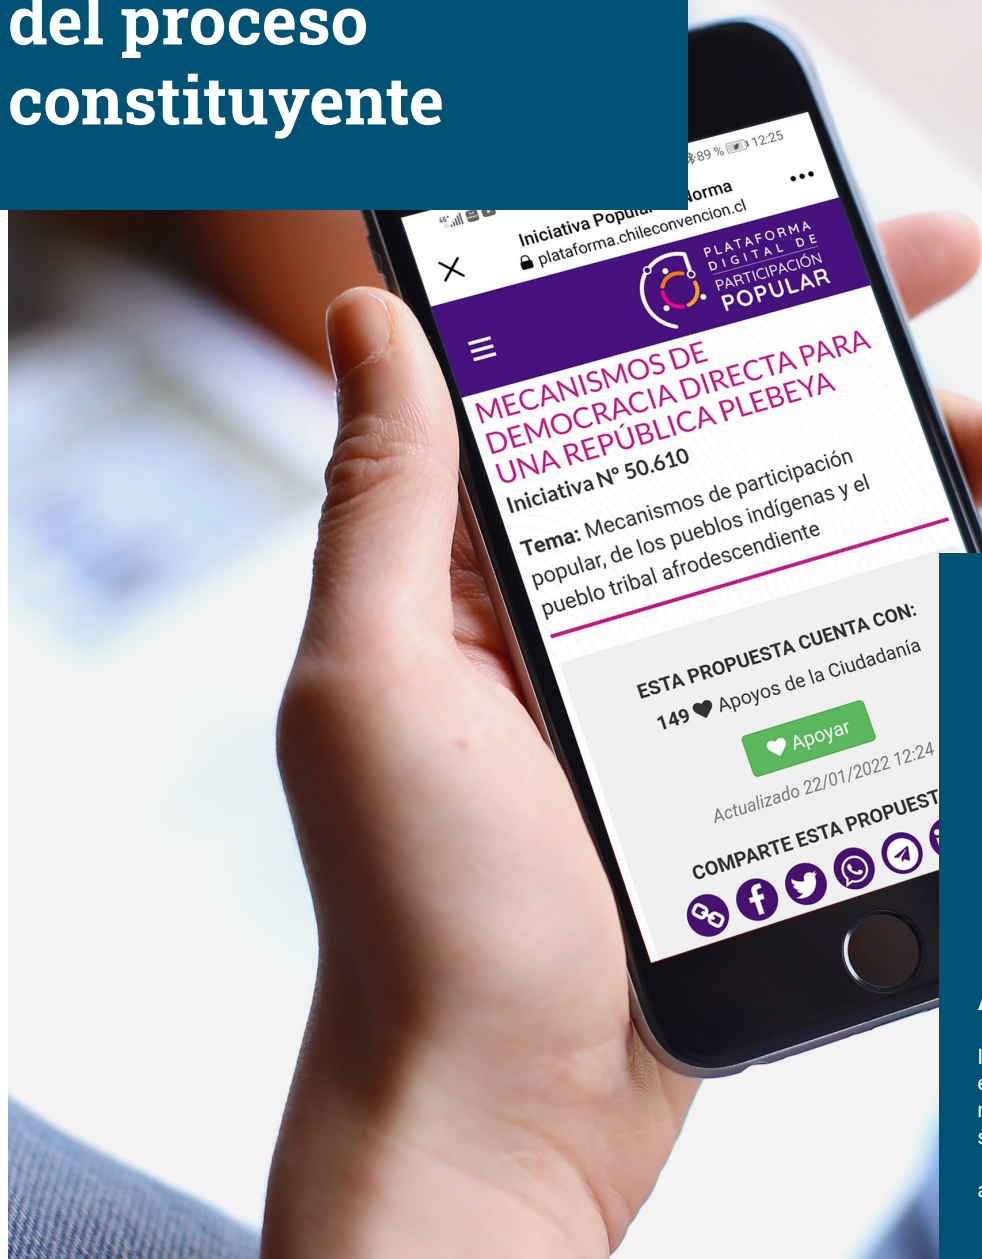 del proceso
constituyente
89 % 12:25
Iniciativa Popular Norma
plataforma.chileconvencion.cl
PLATAFORMA
DIGITAL DE
PARTICIPACIÓN
POPULAR
MECANISMOS DE
DEMOCRACIA DIRECTA PARA
UNA REPÚBLICA PLEBEYA
Iniciativa Nº 50.610
Tema: Mecanismos de participación
popular, de los pueblos indígenas y el
pueblo tribal afrodescendiente
ESTA PROPUESTA CUENTA CON:
149 Apoyos de la Ciudadanía
Apoyar
Actualizado 22/01/2022 12:24
COMPARTE ESTA PROPUEST